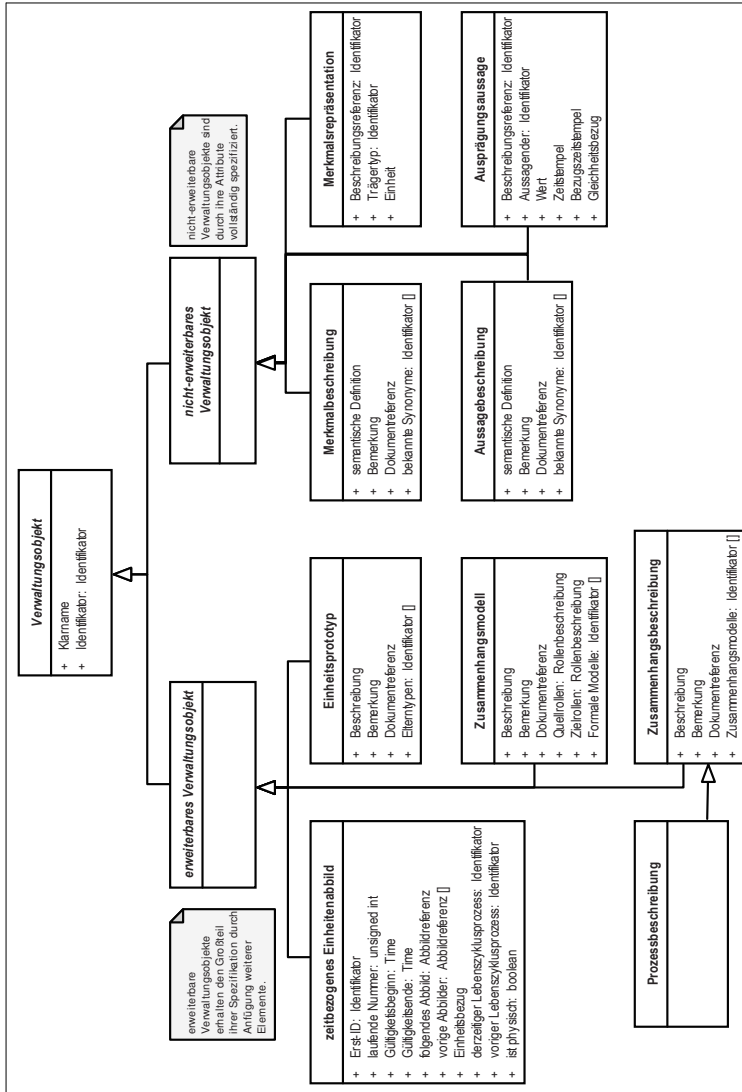 Verwaltungsobjekt
+ Klarname
+ Identifikator: Identifikator
erweiterbare
Verwaltungsobjekte
erhalten den Großteil
ihrer Spezifikation durch
Anfügung weiterer
Elemente.
erweiterbares Verwaltungsobjekt
nicht-erweiterbares
Verwaltungsobjekt
nicht-erweiterbare
Verwaltungsobjekte sind
durch ihre Attribute
vollständig spezifiziert.
zeitbezogenes Einheitenabbild
+ Erst-ID: Identifikator
+ laufende Nummer: unsigned int
+ Gültigkeitsbeginn: Time
+ Gültigkeitsende: Time
+ folgendes Abbild: Abbildreferenz
+ vorige Abbilder: Abbildreferenz []
+ Einheitsbezug
+ derzeitiger Lebenszyklusprozess: Identifikator
+ voriger Lebenszyklusprozess: Identifikator
+ ist physisch: boolean
Einheitsprototyp
+ Beschreibung
+ Bemerkung
+ Dokumentreferenz
+ Elterntypen: Identifikator []
Merkmalbeschreibung
+ semantische Definition
+ Bemerkung
+ Dokumentreferenz
+ bekannte Synonyme: Identifikator []
Merkmalsrepräsentation
+ Beschreibungsreferenz: Identifikator
+ Trägertyp: Identifikator
+ Einheit
Zusammenhangsmodell
+ Beschreibung
+ Bemerkung
+ Dokumentreferenz
+ Quellrollen: Rollenbeschreibung
+ Zielrollen: Rollenbeschreibung
+ Formale Modelle: Identifikator []
Aussagebeschreibung
+ semantische Definition
+ Bemerkung
+ Dokumentreferenz
+ bekannte Synonyme: Identifikator []
Ausprägungsaussage
+ Beschreibungsreferenz: Identifikator
+ Aussagender: Identifikator
+ Wert
+ Zeitstempel
+ Bezugszeitstempel
+ Gleichheitsbezug
Prozessbeschreibung
Zusammenhangsbeschreibung
+ Beschreibung
+ Bemerkung
+ Dokumentreferenz
+ Zusammenhangsmodelle: Identifikator []